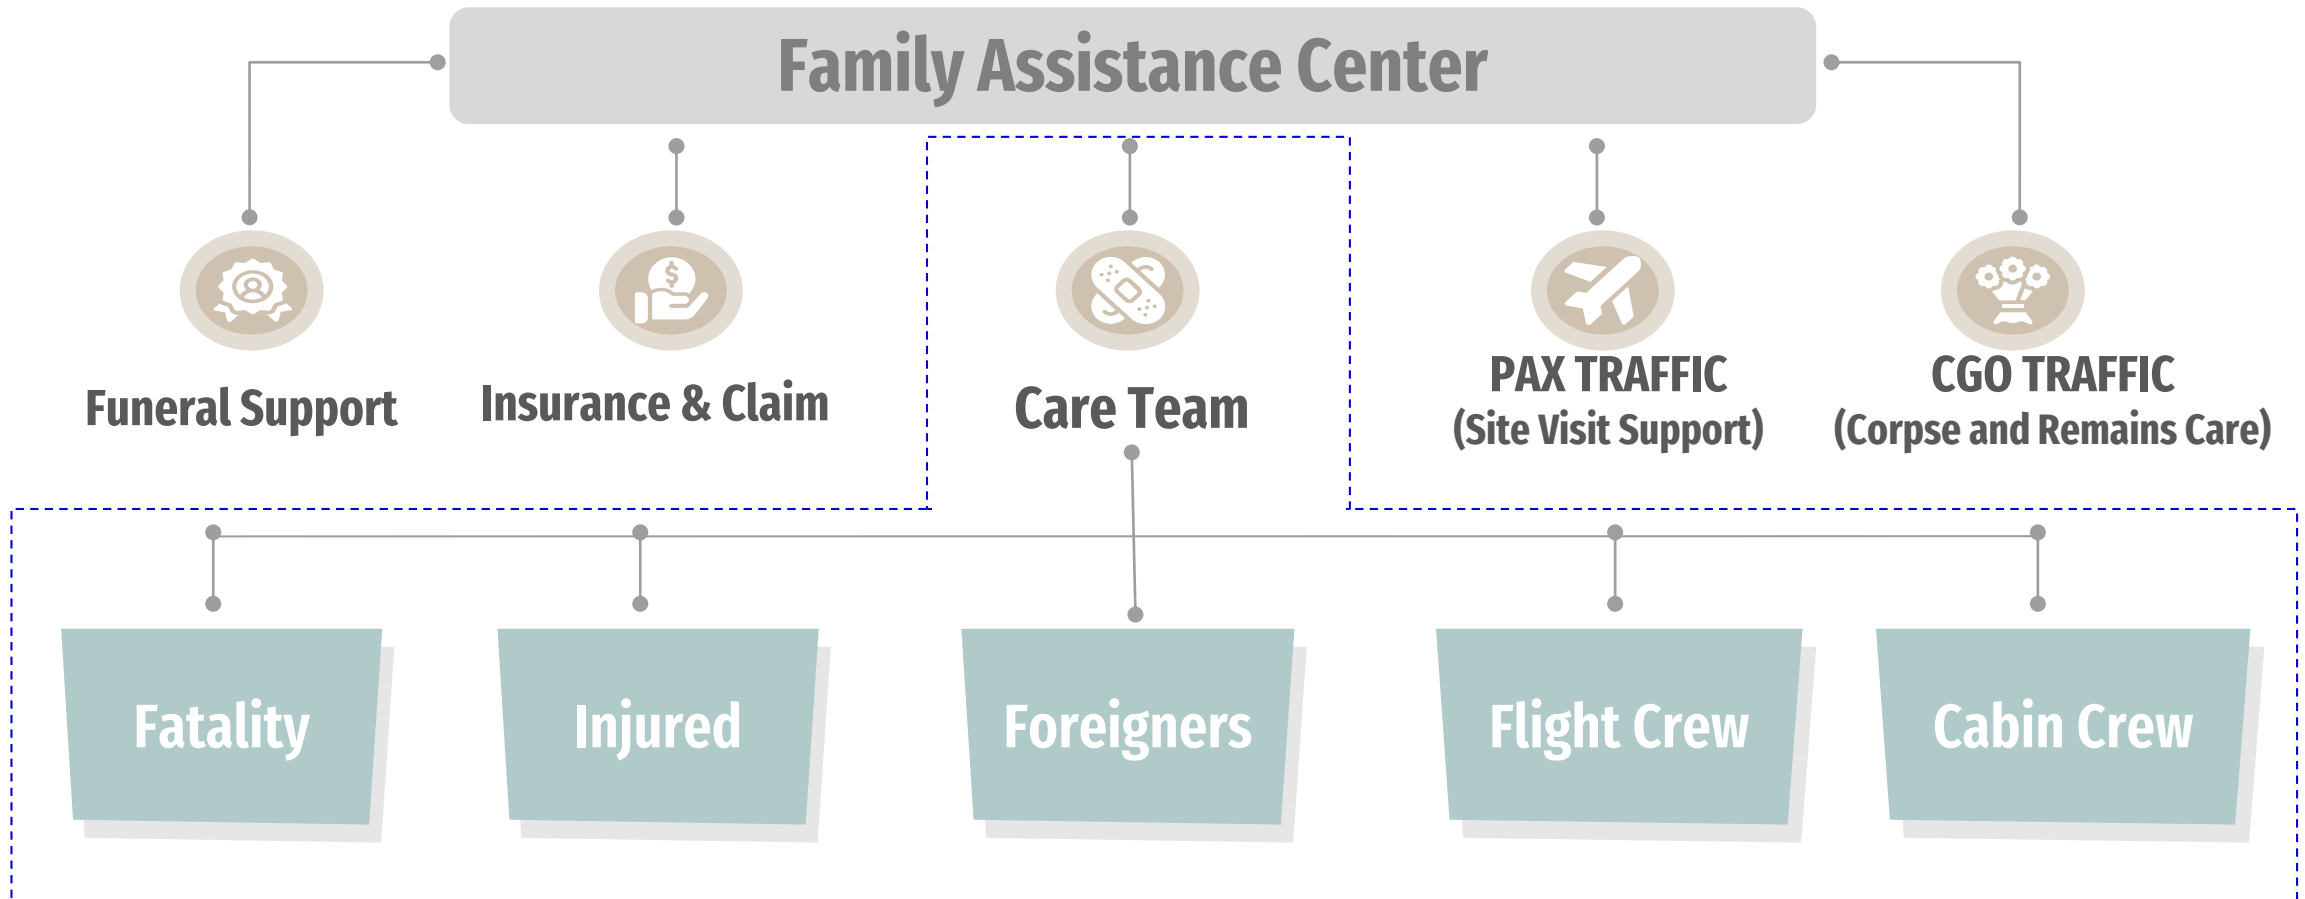 Family Assistance Center
Funeral Support
Insurance & Claim
Care Team
PAX TRAFFIC
(Site Visit Support)
CGO TRAFFIC
(Corpse and Remains Care)
Fatality
Injured
Foreigners
Flight Crew
Cabin Crew